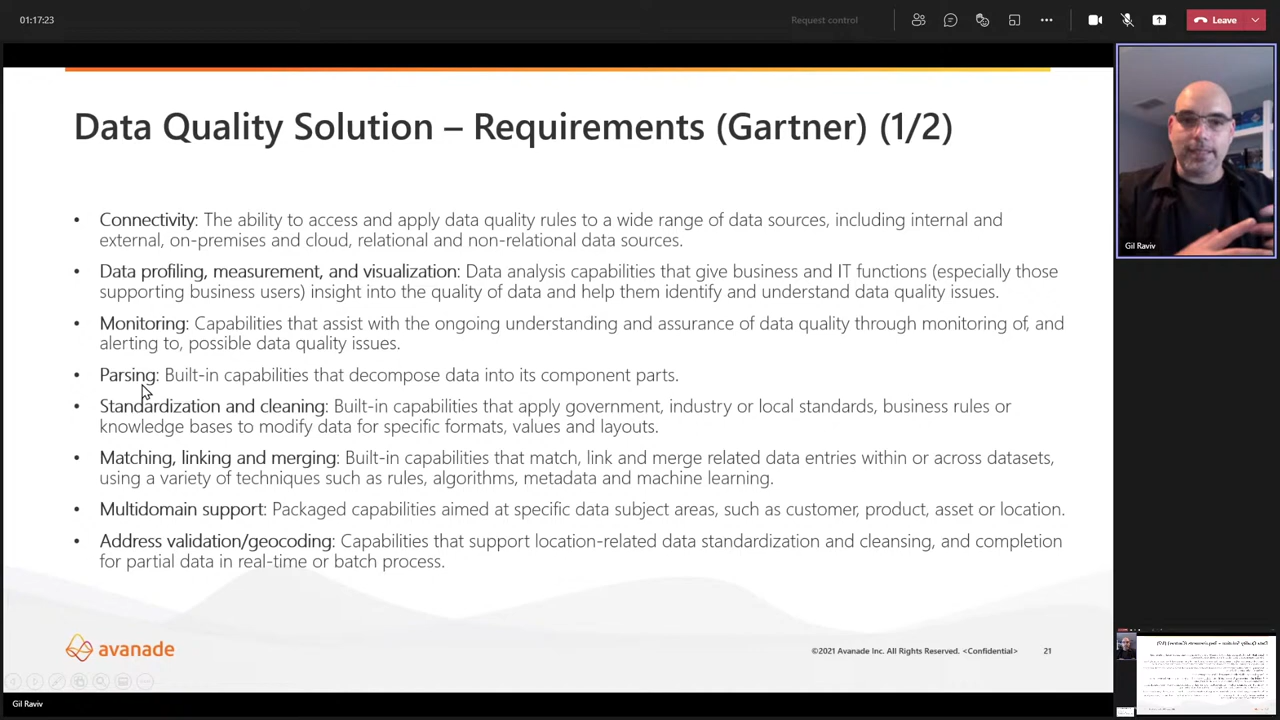 01:17:23
Request control
Leave
Data Quality Solution – Requirements (Gartner) (1/2)
• Connectivity: The ability to access and apply data quality rules to a wide range of data sources, including internal and
external, on-premises and cloud, relational and non-relational data sources.
• Data profiling, measurement, and visualization: Data analysis capabilities that give business and IT functions (especially those
supporting business users) insight into the quality of data and help them identify and understand data quality issues.
• Monitoring: Capabilities that assist with the ongoing understanding and assurance of data quality through monitoring of, and
alerting to, possible data quality issues.
• Parsing: Built-in capabilities that decompose data into its component parts.
• Standardization and cleaning: Built-in capabilities that apply government, industry or local standards, business rules or
knowledge bases to modify data for specific formats, values and layouts.
• Matching, linking and merging: Built-in capabilities that match, link and merge related data entries within or across datasets,
using a variety of techniques such as rules, algorithms, metadata and machine learning.
• Multidomain support: Packaged capabilities aimed at specific data subject areas, such as customer, product, asset or location.
• Address validation/geocoding: Capabilities that support location-related data standardization and cleansing, and completion
for partial data in real-time or batch process.
avanade
©2021 Avanade Inc. All Rights Reserved. <Confidential>
21
Gil Raviv
Gil Raviv